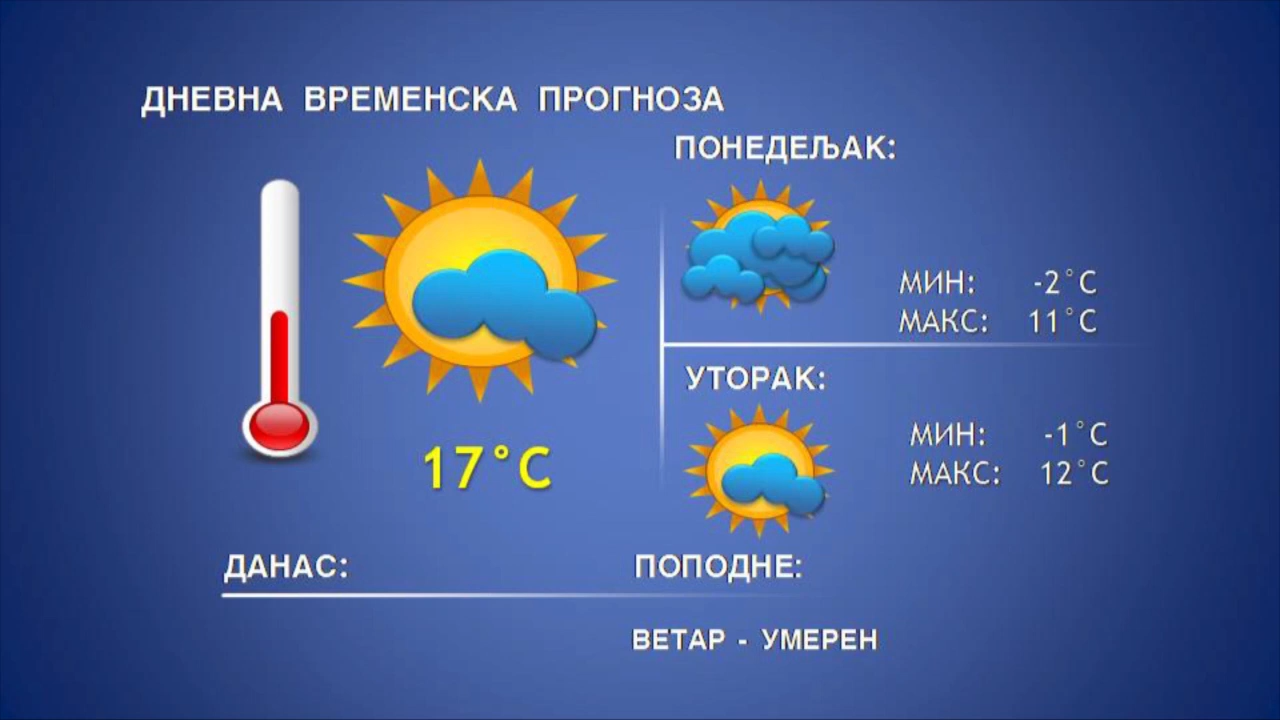 ДНЕВНА ВРЕМЕНСКА ПРОГНОЗА
17°C
ПОНЕДЕЉАК:
МИН: -2°C
МАКС: 11°C
УТОРАК:
МИН: -1°C
МАКС: 12°C
ДАНАС:
ПОПОДНЕ:
ВЕТАР - УМЕРЕН